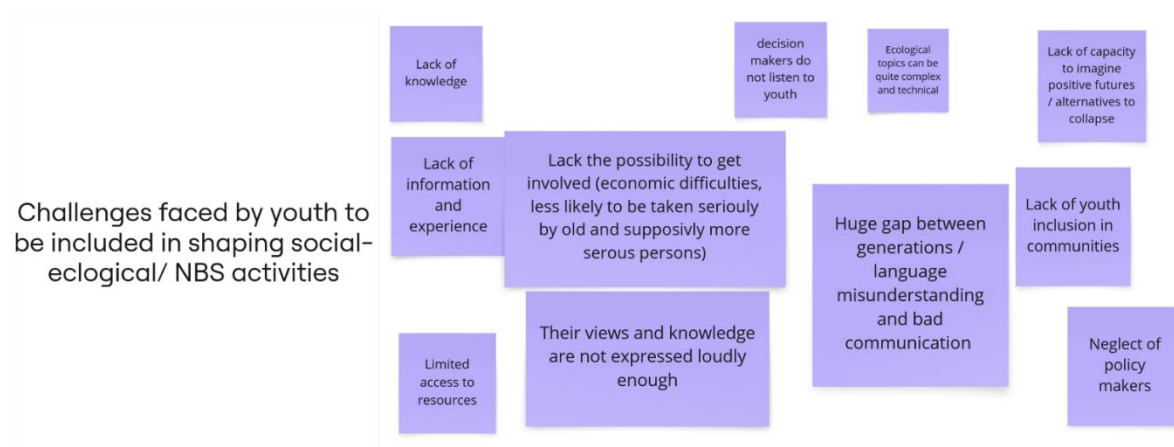 Challenges faced by youth to
be included in shaping social-
eclogical/ NBS activities
Lack of
knowledge
decision
makers do
not listen to
youth
Ecological
topics can be
quite complex
and technical
Lack of capacity
to imagine
positive futures
/ alternatives to
collapse
Lack of
information
and
experience
Lack the possibility to get
involved (economic difficulties,
less likely to be taken seriouly
by old and supposivly more
serous persons)
Huge gap between
generations /
language
misunderstanding
and bad
communication
Lack of youth
inclusion in
communities
Limited
access to
resources
Their views and knowledge
are not expressed loudly
enough
Neglect of
policy
makers